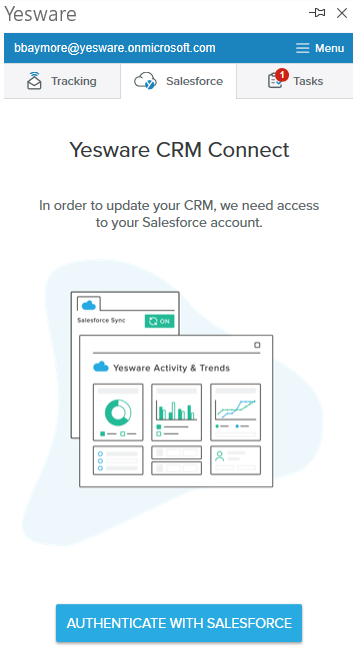 Yesware
bbaymore@yesware.onmicrosoft.com
Menu
Tracking
Salesforce
1
Tasks
Yesware CRM Connect
In order to update your CRM, we need access
to your Salesforce account.
Salesforce Sync
ON
Yesware Activity & Trends
AUTHENTICATE WITH SALESFORCE